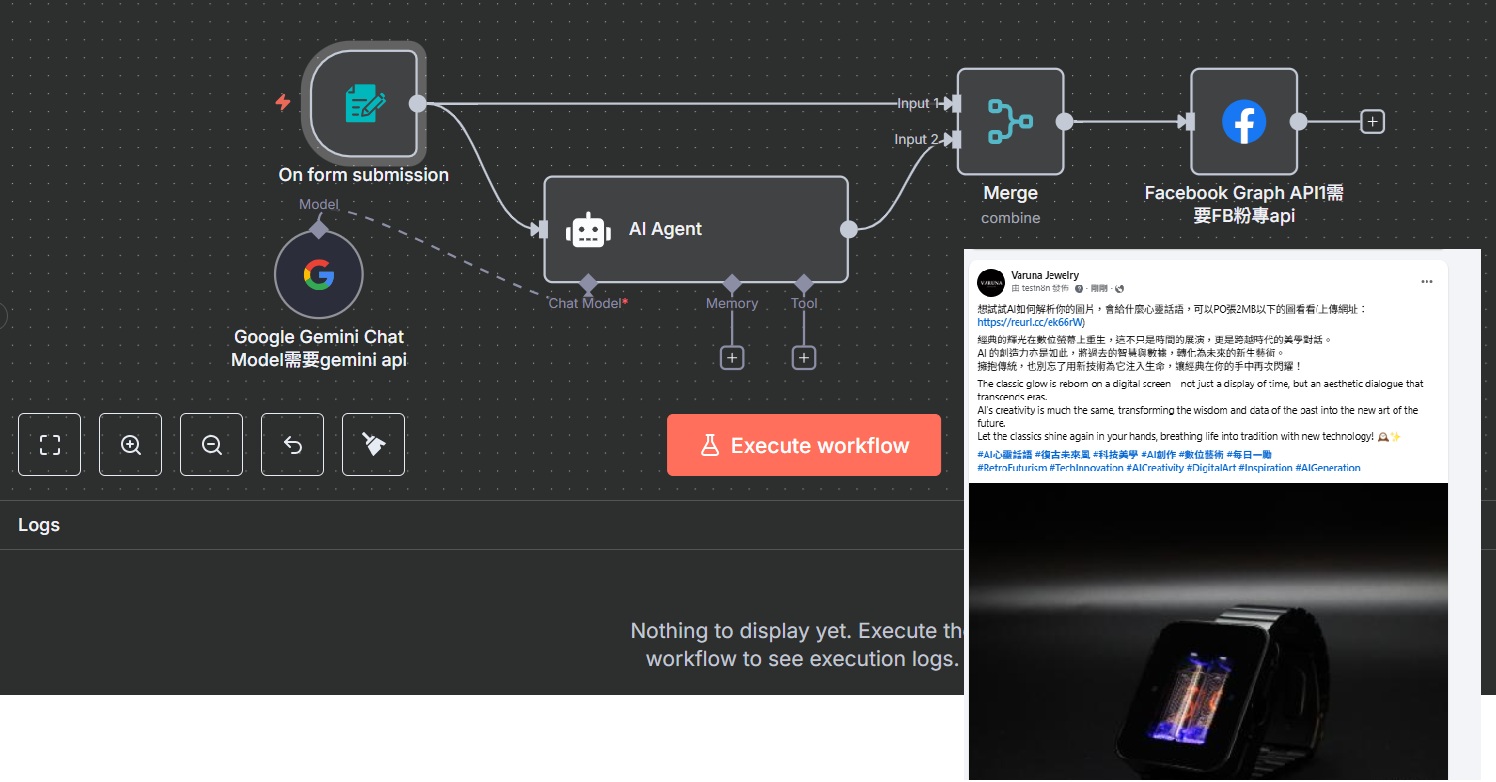 On form submission
Model
Google Gemini Chat
Model需要gemini api
AI Agent
Chat Model*
Memory
Tool
Input 1
Input 2
Merge
combine
Facebook Graph API1需
要FB粉專api
Execute workflow
Logs
Nothing to display yet. Execute the
workflow to see execution logs.
VARUNA
Varuna Jewelry
由 testn8n 發佈 · 剛剛 ·
想試試AI如何解析你的圖片，會給什麼心靈話語，可以PO張2MB以下的圖看看(上傳網址：
https://reurl.cc/ek66rW)
經典的輝光在數位螢幕上重生，這不只是時間的展演，更是跨越時代的美學對話。
AI 的創造力亦是如此，將過去的智慧與數據，轉化為未來的新生藝術。
擁抱傳統，也別忘了用新技術為它注入生命，讓經典在你的手中再次閃耀！
The classic glow is reborn on a digital screen—not just a display of time, but an aesthetic dialogue that
transcends eras.
AI's creativity is much the same, transforming the wisdom and data of the past into the new art of the
future.
Let the classics shine again in your hands, breathing life into tradition with new technology! 🕰️✨
#AI心靈話語 #復古未來風 #科技美學 #AI創作 #數位藝術 #每日一勵
#RetroFuturism #TechInnovation #AICreativity #DigitalArt #Inspiration #AIGeneration